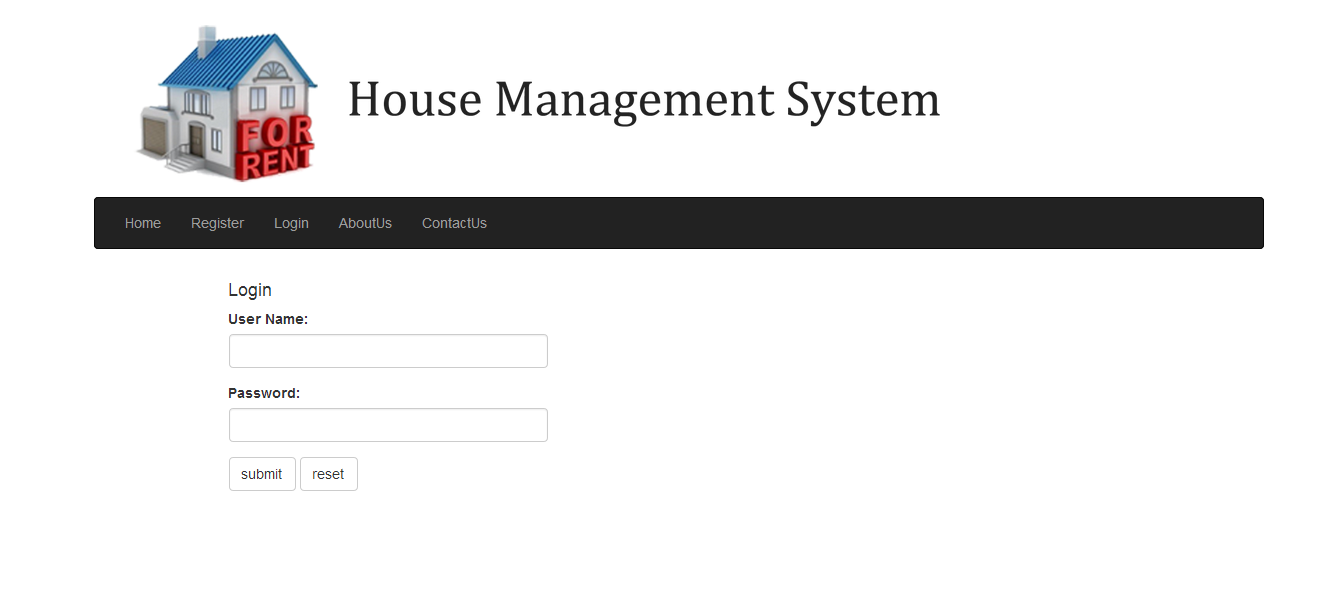 FOR
RENT
House Management System
Home Register Login AboutUs ContactUs
Login
User Name:
Password:
submit reset